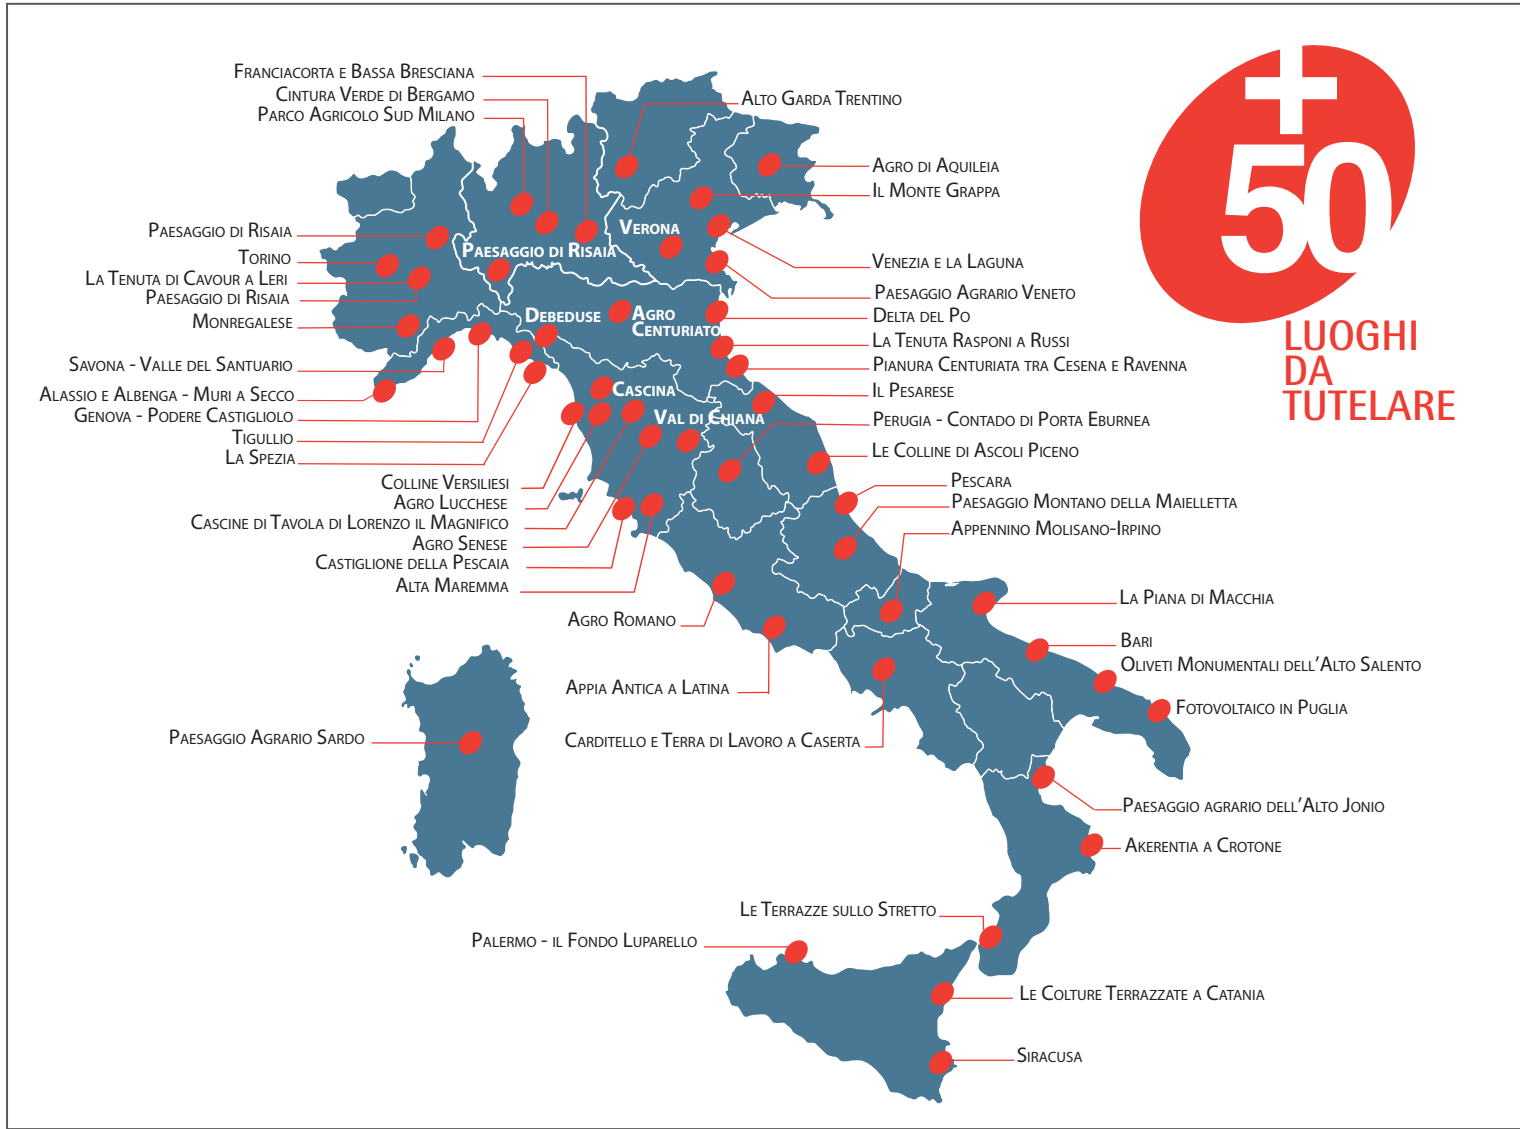 Franciacorta e Bassa Bresciana
Cintura Verde di Bergamo
Parco Agricolo Sud Milano
Alto Garda Trentino
Agro di Aquileia
Il Monte Grappa
Verona
Paesaggio di Risaia
Paesaggio di Risaia
Torino
La Tenuta di Cavour a Leri
Paesaggio di Risaia
Monregalese
Venezia e la Laguna
Paesaggio Agrario Veneto
Delta del Po
Debeduse
Agro
Centuriato
La Tenuta Rasponi a Russi
Pianura Centuriata tra Cesena e Ravenna
Savona - Valle del Santuario
Alassio e Albenga - Muri a Secco
Genova - Podere Castigliolo
Tigullio
La Spezia
Cascina
Val di Chiana
Il Pesarese
Perugia - Contado di Porta Eburnea
Le Colline di Ascoli Piceno
Colline Versiliesi
Agro Lucchese
Cascine di Tavola di Lorenzo il Magnifico
Agro Senese
Castiglione della Pescaia
Alta Maremma
Pescara
Paesaggio Montano della Maielletta
Appennino Molisano-Irpino
Agro Romano
Appia Antica a Latina
Carditello e Terra di Lavoro a Caserta
La Piana di Macchia
Bari
Oliveti Monumentali dell'Alto Salento
Fotovoltaico in Puglia
Paesaggio Agrario Sardo
Paesaggio agrario dell'Alto Jonio
Akerentia a Crotone
Le Terrazze sullo Stretto
Palermo - il Fondo Luparello
Le Colture Terrazzate a Catania
Siracusa
+
50
LUOGHI
DA
TUTELARE